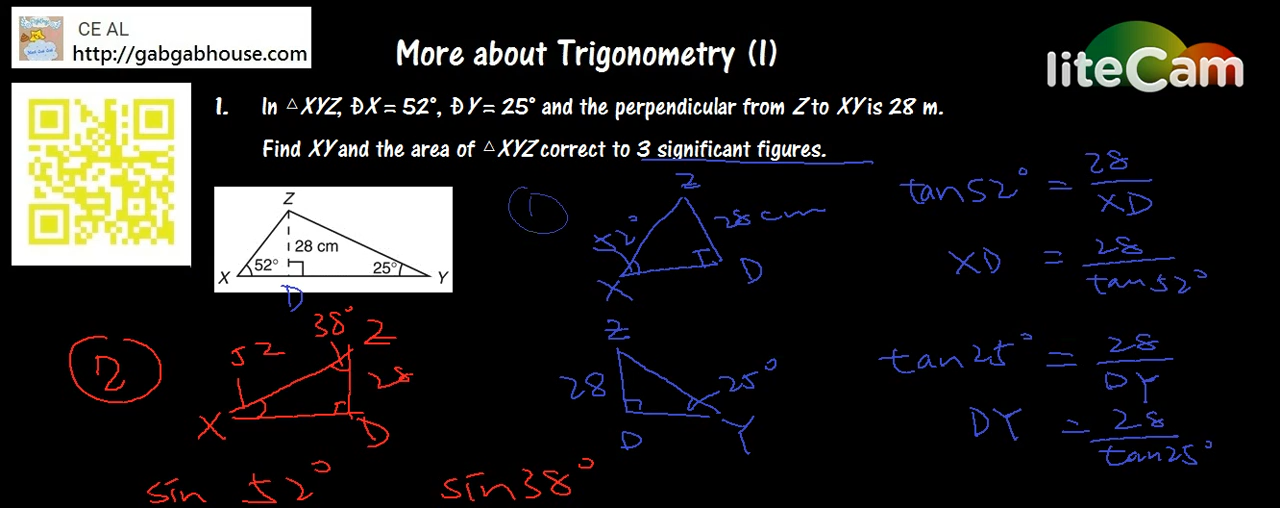 CE AL
http://gabgabhouse.com
More about Trigonometry (I)
liteCam
1. In △XYZ, ÐX = 52°, ÐY = 25° and the perpendicular from Z to XY is 28 m.
Find XY and the area of △XYZ correct to 3 significant figures.
Z
28 cm
52°
25°
X
Y
D
①
Z
52°
28 cm
X
D
tan 52° = 28/XD
XD = 28/tan 52°
②
38°
Z
52
28
X
D
sin 52°
sin 38°
Z
28
25°
D
Y
tan 25° = 28/DY
DY = 28/tan 25°